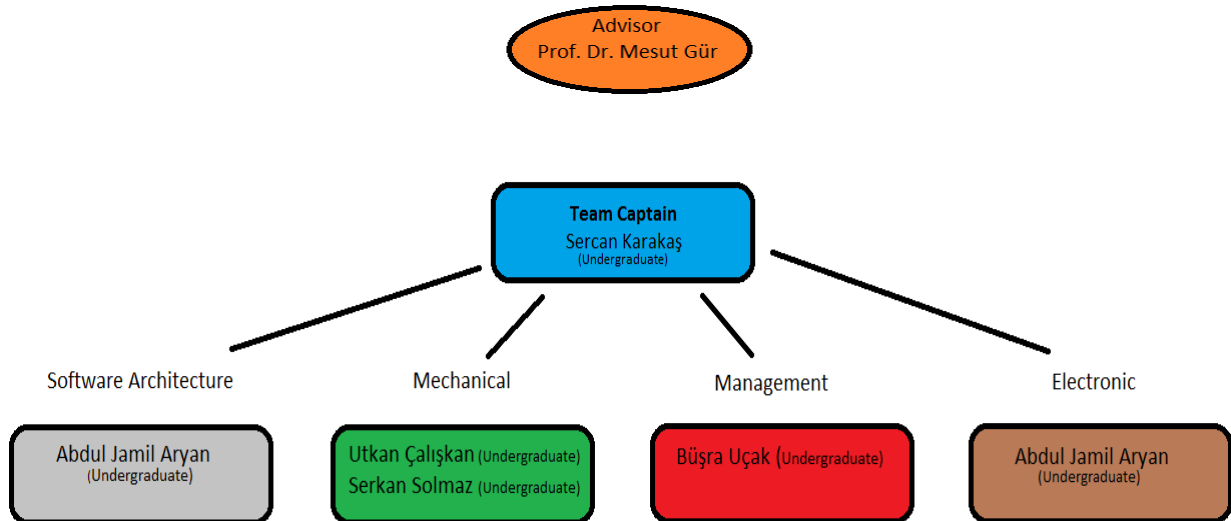 Advisor
Prof. Dr. Mesut Gür
Team Captain
Sercan Karakaş
(Undergraduate)
Software Architecture
Mechanical
Management
Electronic
Abdul Jamil Aryan
(Undergraduate)
Utkan Çalışkan (Undergraduate)
Serkan Solmaz (Undergraduate)
Büşra Uçak (Undergraduate)
Abdul Jamil Aryan
(Undergraduate)